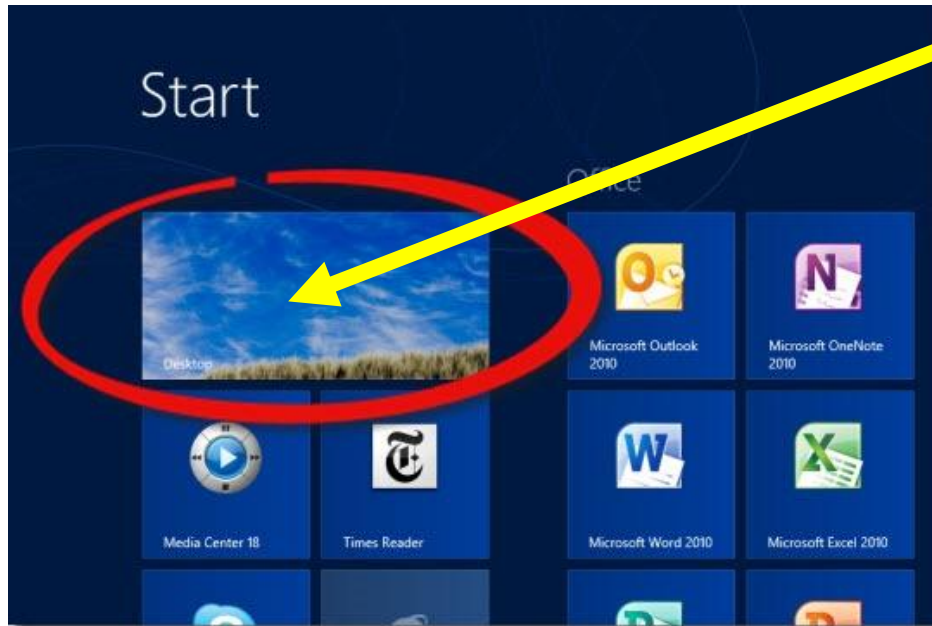 Start
Office
Desktop
Microsoft Outlook
2010
Microsoft OneNote
2010
Media Center 18
Times Reader
Microsoft Word 2010
Microsoft Excel 2010